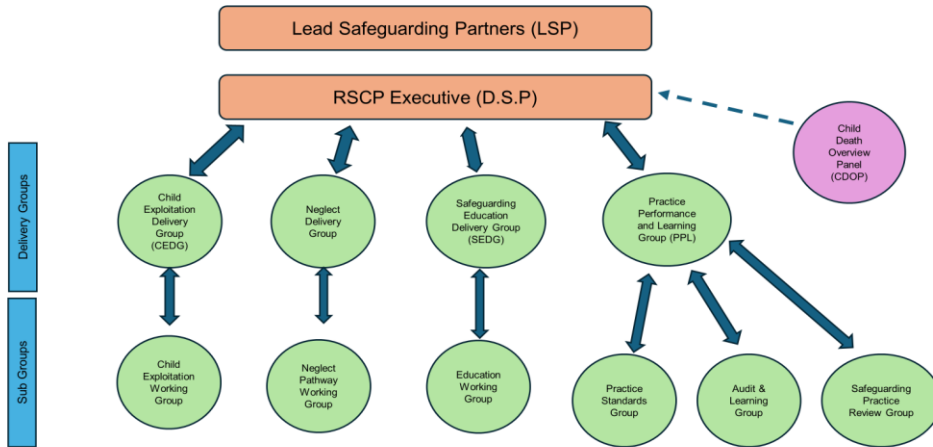 Lead Safeguarding Partners (LSP)
RSCP Executive (D.S.P)
Child
Death
Overview
Panel
(CDOP)
Delivery Groups
Child
Exploitation
Delivery
Group
(CEDG)
Neglect
Delivery
Group
Safeguarding
Education
Delivery Group
(SEDG)
Practice
Performance
and Learning
Group (PPL)
Sub Groups
Child
Exploitation
Working
Group
Neglect
Pathway
Working Group
Education
Working Group
Practice
Standards
Group
Audit &
Learning
Group
Safeguarding
Practice
Review Group